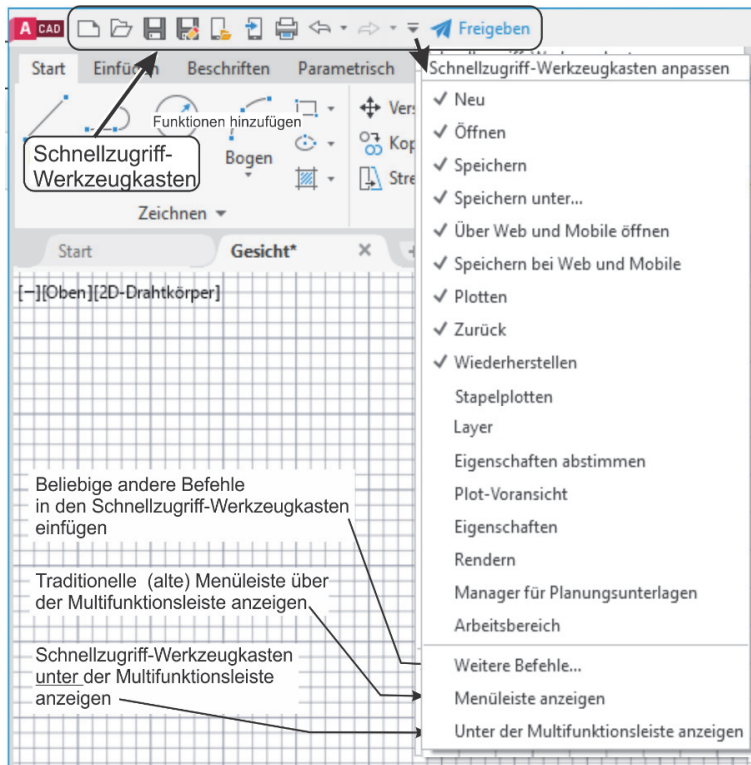 A CAD Freigeben
Schnellzugriff-Werkzeugkasten anpassen
Start Einfügen Beschriften Parametrisch
Funktionen hinzufügen
Schnellzugriff-
Werkzeugkasten
Bogen
Vers
Kop
Stre
Zeichnen
Start Gesicht*
[−][Oben][2D-Drahtkörper]
Neu
Öffnen
Speichern
Speichern unter...
Über Web und Mobile öffnen
Speichern bei Web und Mobile
Plotten
Zurück
Wiederherstellen
Stapelplotten
Layer
Eigenschaften abstimmen
Plot-Voransicht
Eigenschaften
Rendern
Manager für Planungsunterlagen
Arbeitsbereich
Weitere Befehle...
Menüleiste anzeigen
Unter der Multifunktionsleiste anzeigen
Beliebige andere Befehle
in den Schnellzugriff-Werkzeugkasten
einfügen
Traditionelle (alte) Menüleiste über
der Multifunktionsleiste anzeigen
Schnellzugriff-Werkzeugkasten
unter der Multifunktionsleiste
anzeigen